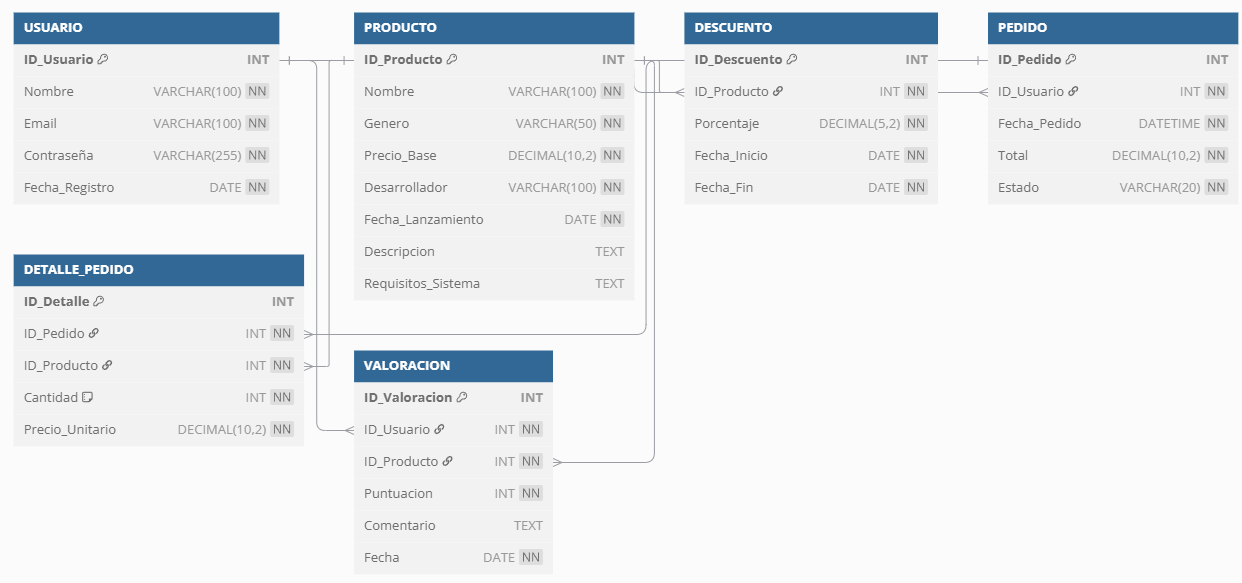 USUARIO
ID_Usuario INT
Nombre VARCHAR(100) NN
Email VARCHAR(100) NN
Contraseña VARCHAR(255) NN
Fecha_Registro DATE NN
PRODUCTO
ID_Producto INT
Nombre VARCHAR(100) NN
Genero VARCHAR(50) NN
Precio_Base DECIMAL(10,2) NN
Desarrollador VARCHAR(100) NN
Fecha_Lanzamiento DATE NN
Descripcion TEXT
Requisitos_Sistema TEXT
DESCUENTO
ID_Descuento INT
ID_Producto INT NN
Porcentaje DECIMAL(5,2) NN
Fecha_Inicio DATE NN
Fecha_Fin DATE NN
PEDIDO
ID_Pedido INT
ID_Usuario INT NN
Fecha_Pedido DATETIME NN
Total DECIMAL(10,2) NN
Estado VARCHAR(20) NN
DETALLE_PEDIDO
ID_Detalle INT
ID_Pedido INT NN
ID_Producto INT NN
Cantidad INT NN
Precio_Unitario DECIMAL(10,2) NN
VALORACION
ID_Valoracion INT
ID_Usuario INT NN
ID_Producto INT NN
Puntuacion INT NN
Comentario TEXT
Fecha DATE NN